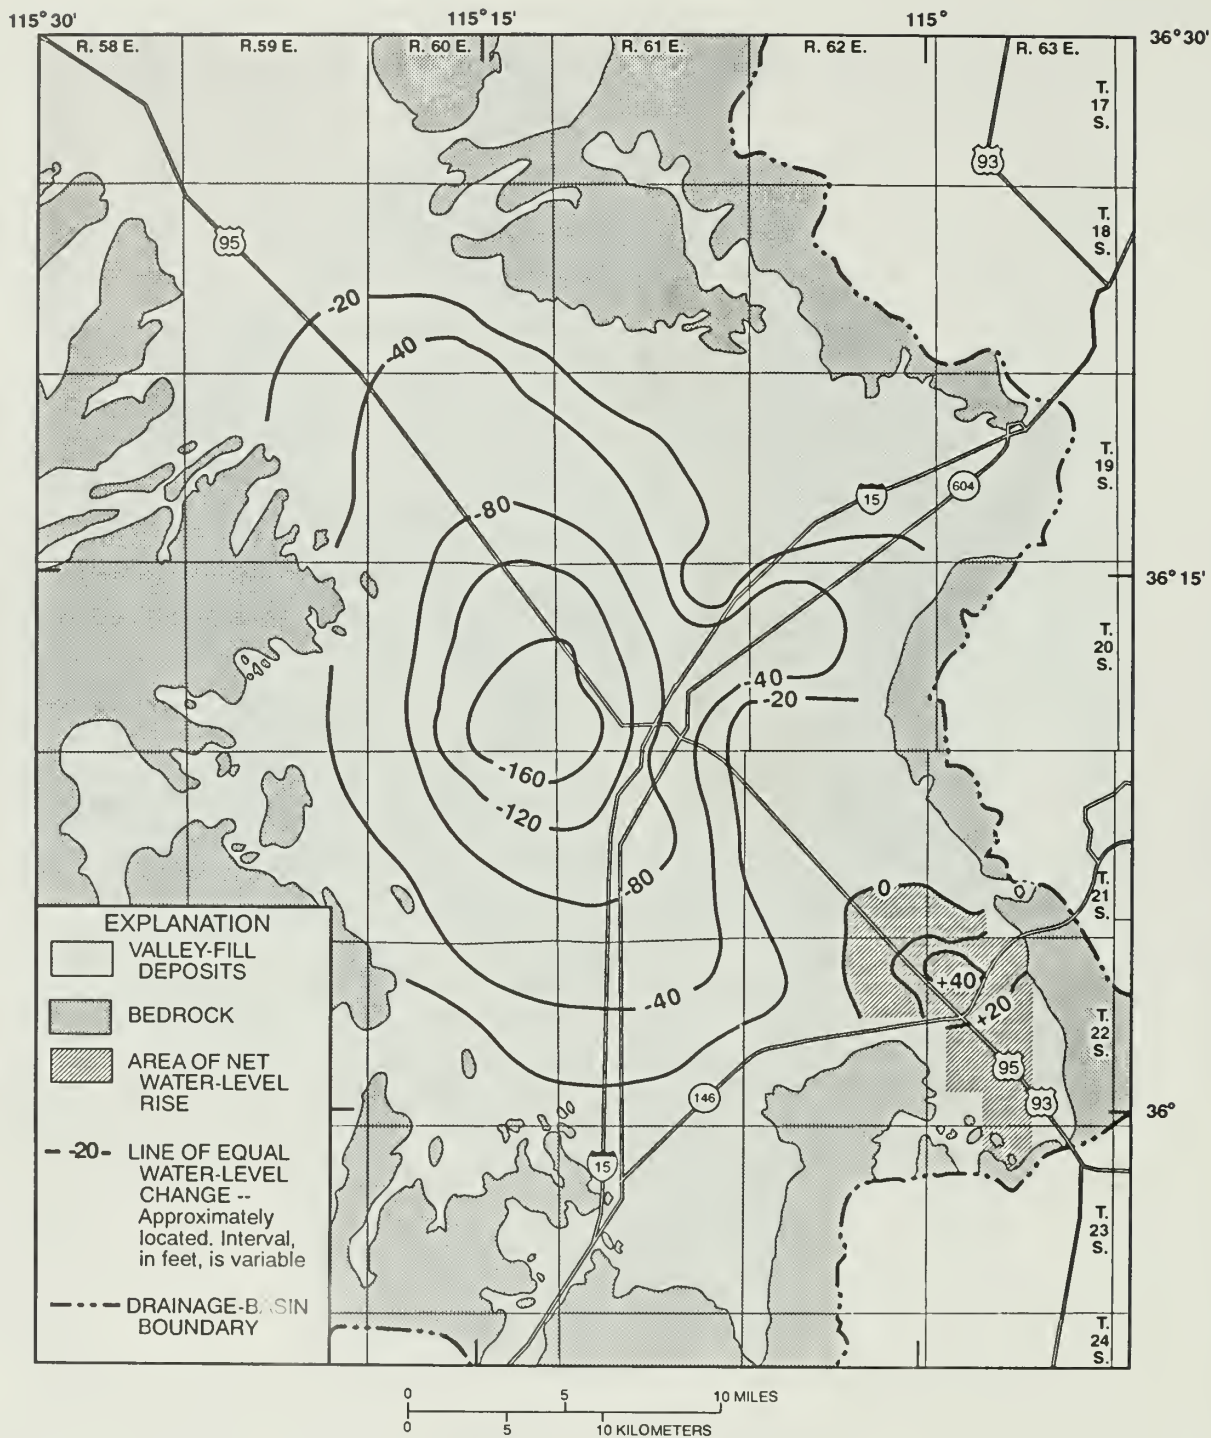 115° 30'
115° 15'
115°
R. 58 E.
R.59 E.
R. 60 E.
R. 61 E.
R. 62 E.
R. 63 E.
36° 30'
T.
17
S.
93
T.
18
S.
95
-20
-40
T.
19
S.
15
604
-80
36° 15'
T.
20
S.
-40
-20
-160
-120
-80
0
T.
21
S.
EXPLANATION
VALLEY-FILL
DEPOSITS
BEDROCK
AREA OF NET
WATER-LEVEL
RISE
-20- LINE OF EQUAL
WATER-LEVEL
CHANGE --
Approximately
located. Interval,
in feet, is variable
DRAINAGE-BASIN
BOUNDARY
-40
+40
+20
T.
22
S.
95
93
146
36°
15
T.
23
S.
T.
24
S.
0 5 10 MILES
0 5 10 KILOMETERS